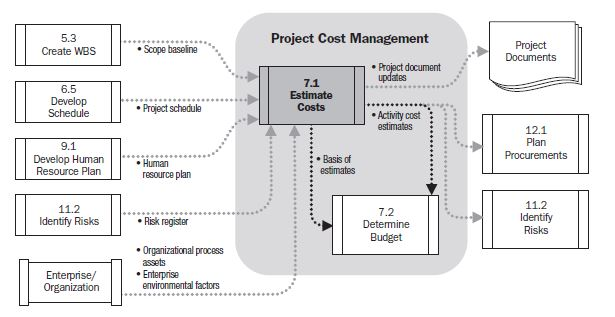 5.3
Create WBS
• Scope baseline
6.5
Develop
Schedule
• Project schedule
9.1
Develop Human
Resource Plan
• Human
resource plan
11.2
Identify Risks
• Risk register
Enterprise/
Organization
• Organizational process
assets
• Enterprise
environmental factors
Project Cost Management
7.1
Estimate
Costs
• Project document
updates
• Activity cost
estimates
• Basis of
estimates
7.2
Determine
Budget
Project
Documents
12.1
Plan
Procurements
11.2
Identify
Risks